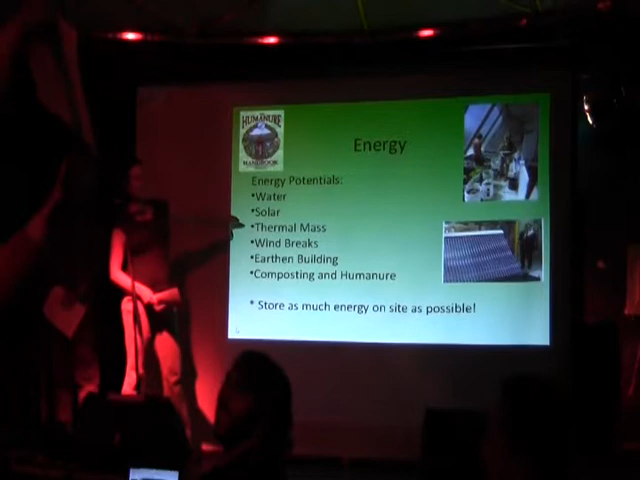 HUMANURE
HANDBOOK
Energy
Energy Potentials:
•Water
•Solar
•Thermal Mass
•Wind Breaks
•Earthen Building
•Composting and Humanure
* Store as much energy on site as possible!